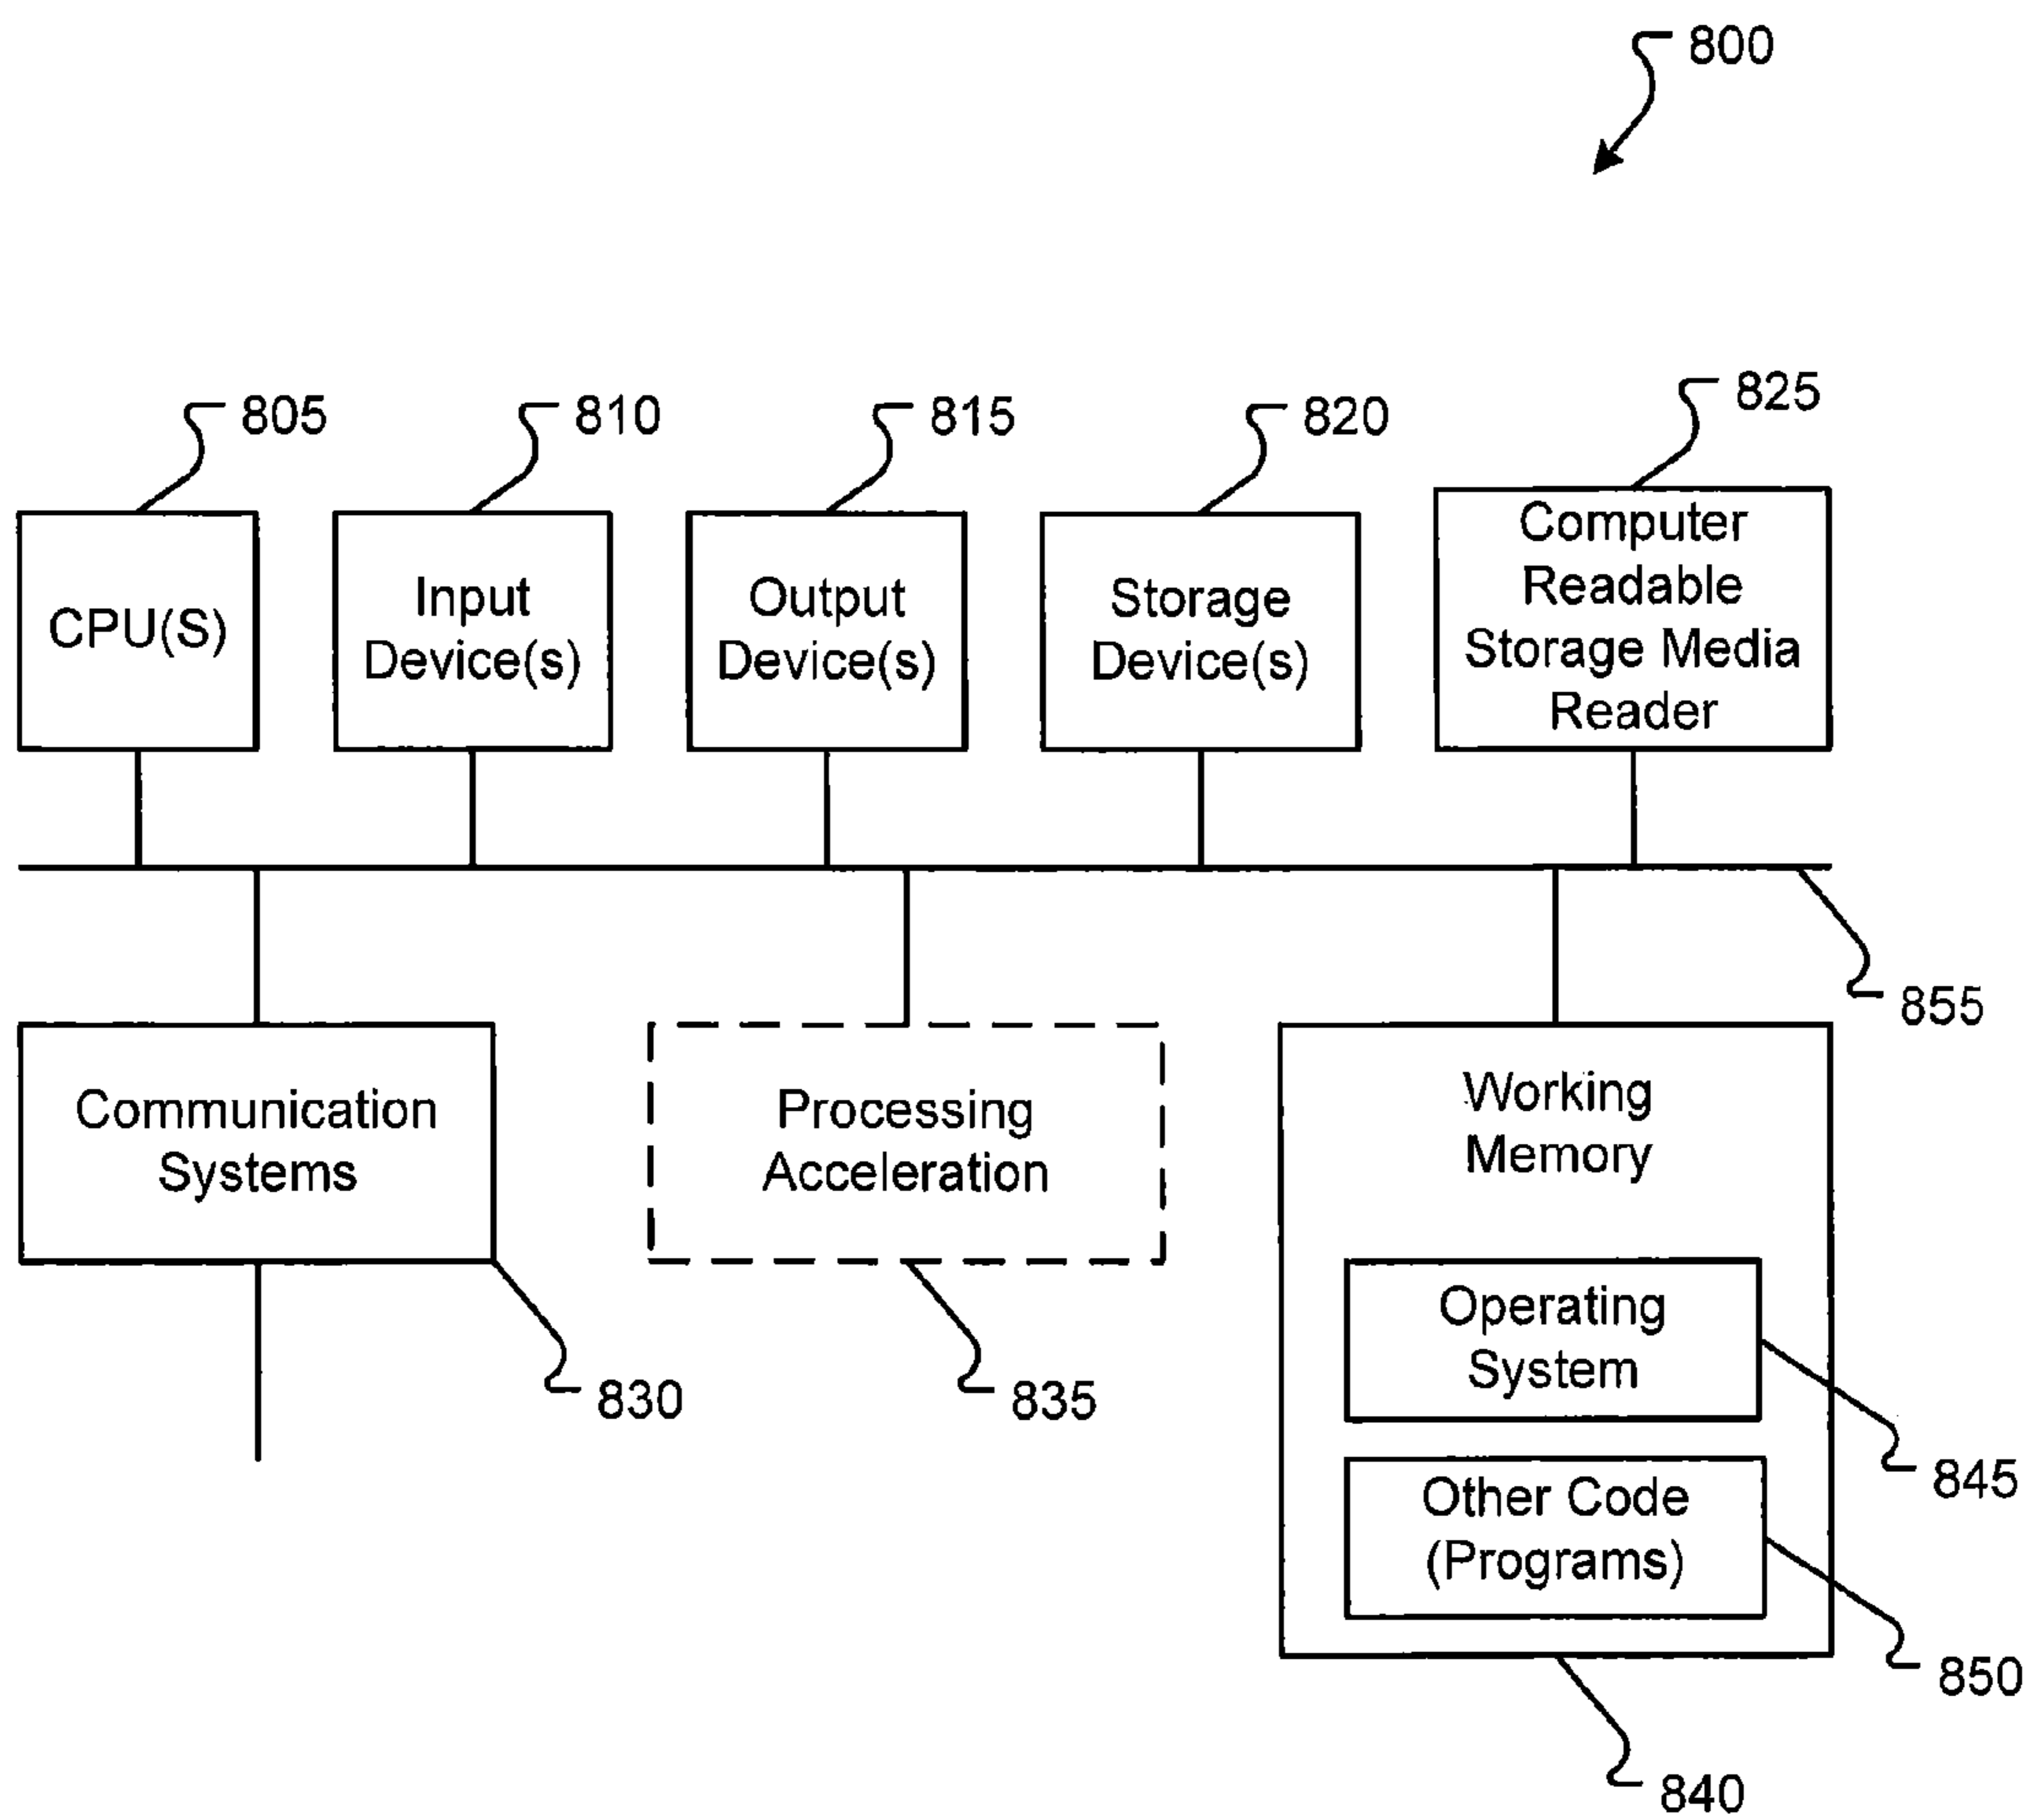 800
805
810
815
820
825
CPU(S)
Input
Device(s)
Output
Device(s)
Storage
Device(s)
Computer
Readable
Storage Media
Reader
855
Communication
Systems
830
Processing
Acceleration
835
Working
Memory
Operating
System
845
Other Code
(Programs)
850
840